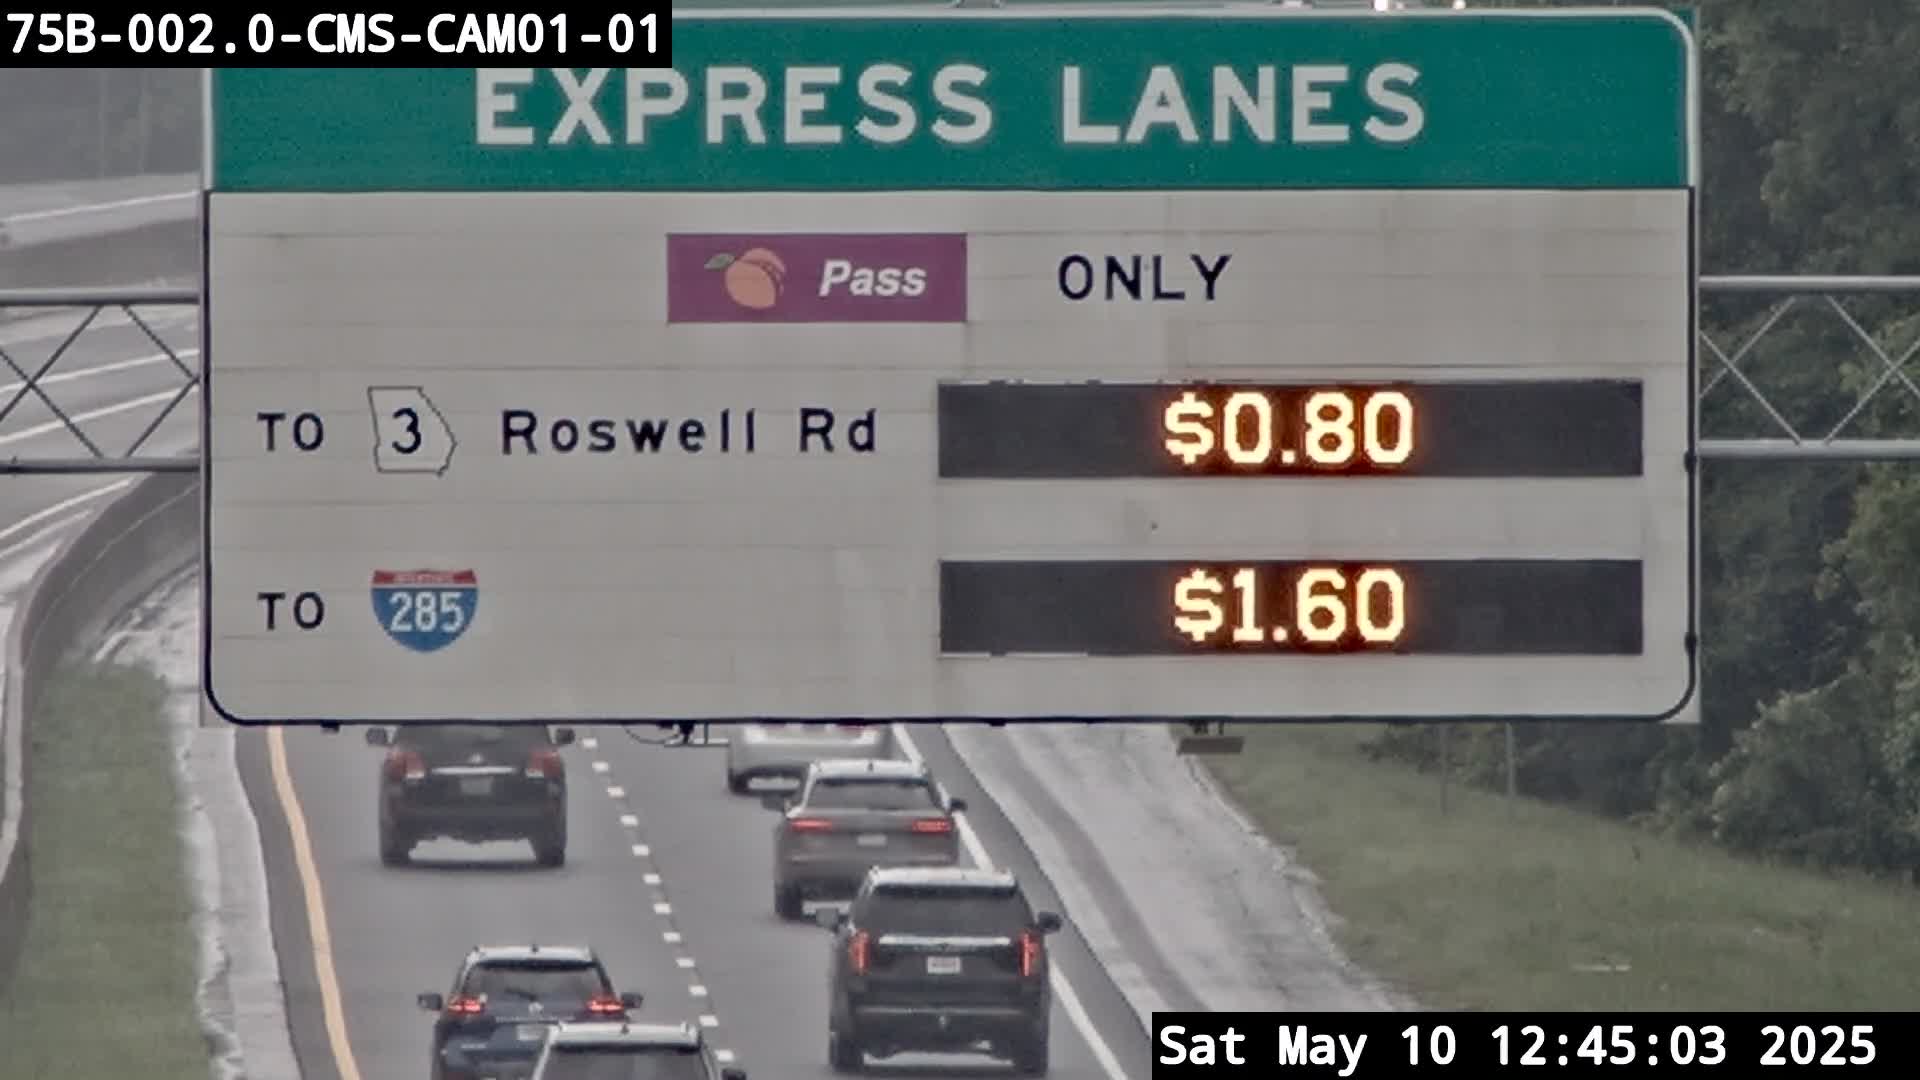 75B-002.0-CMS-CAM01-01
EXPRESS LANES
Pass ONLY
TO 3 Roswell Rd $0.80
TO 285 $1.60
Sat May 10 12:45:03 2025